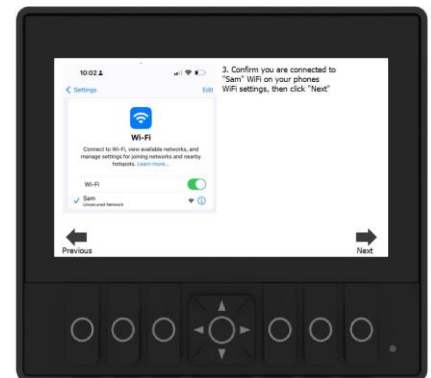 10:02
3. Confirm you are connected to
"Sam" WiFi on your phones
WiFi settings, then click "Next"
Settings
Edit
Wi-Fi
Connect to Wi-Fi, view available networks, and
manage settings for joining networks and nearby
hotspots. Learn more...
Wi-Fi
Sam
Unsecured Network
Previous
Next